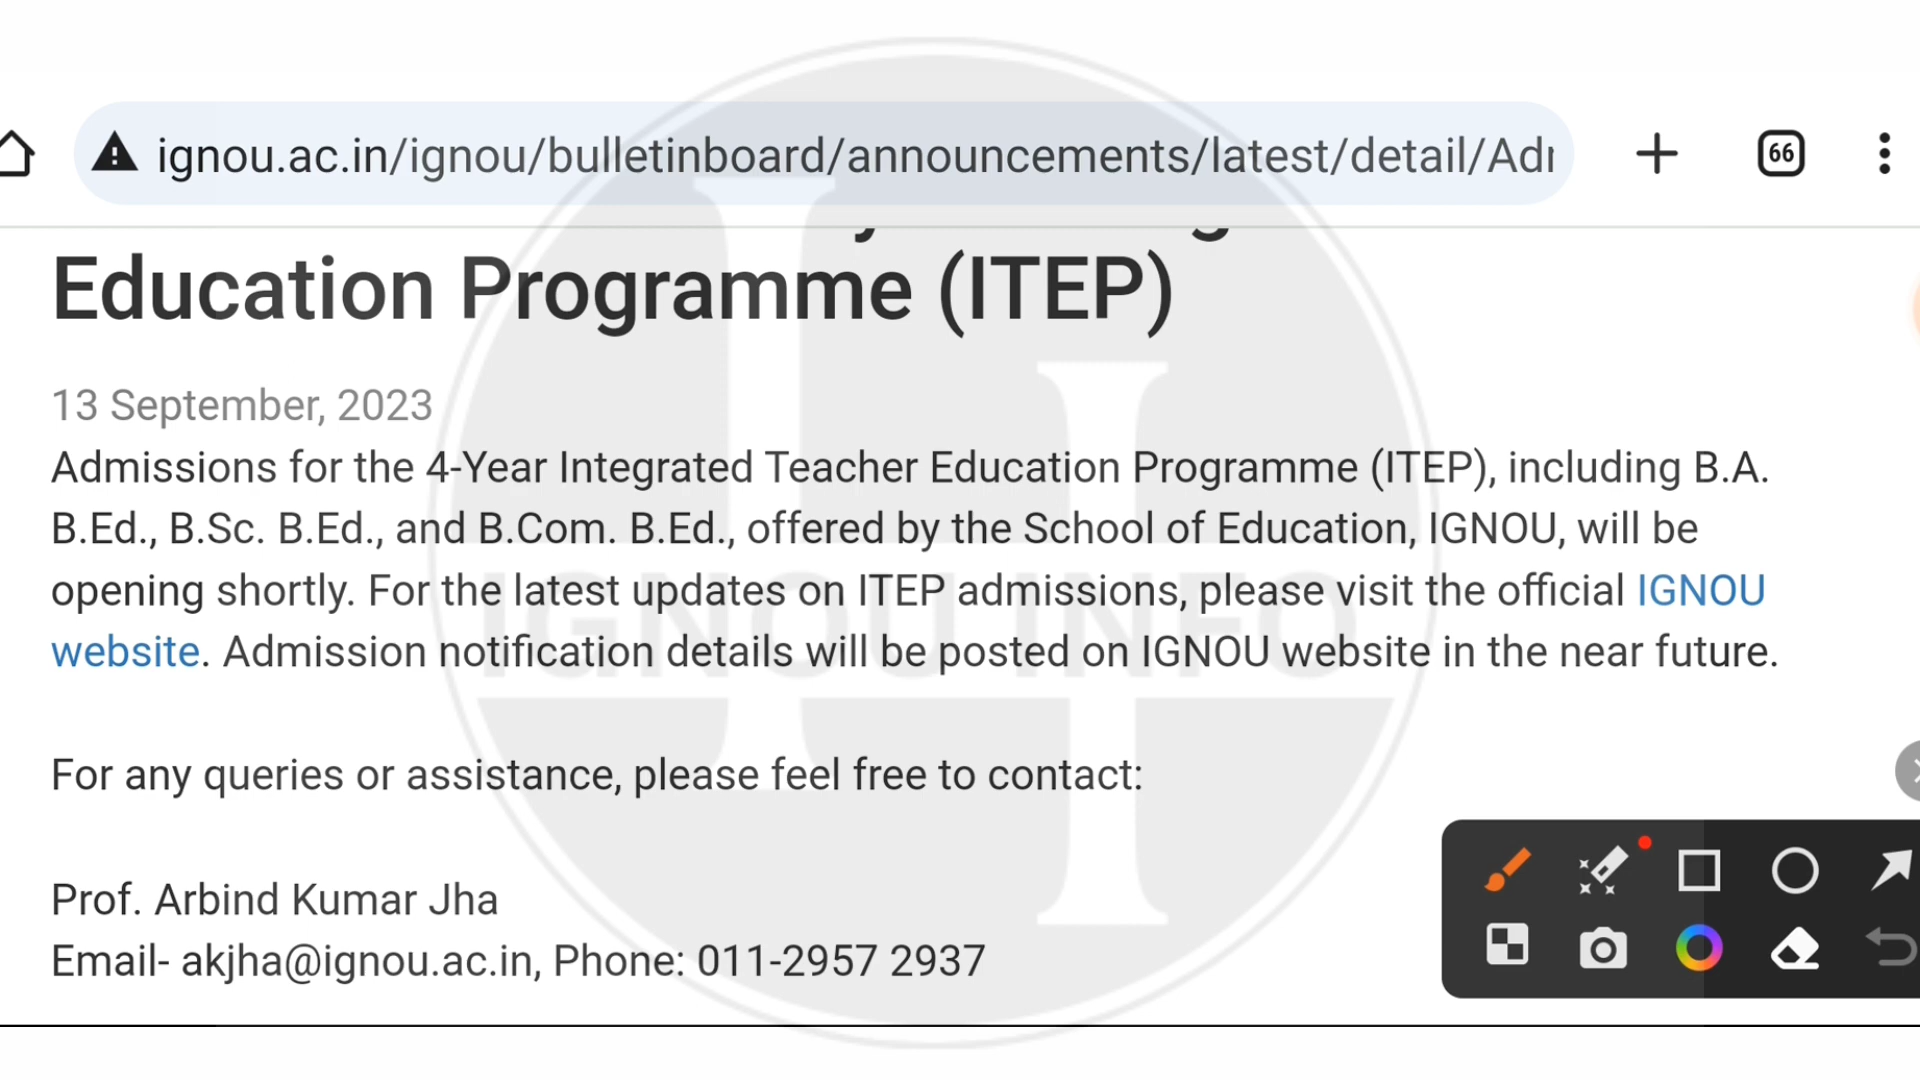 ignou.ac.in/ignou/bulletinboard/announcements/latest/detail/Adr
66
Education Programme (ITEP)
13 September, 2023
Admissions for the 4-Year Integrated Teacher Education Programme (ITEP), including B.A.
B.Ed., B.Sc. B.Ed., and B.Com. B.Ed., offered by the School of Education, IGNOU, will be
opening shortly. For the latest updates on ITEP admissions, please visit the official IGNOU
website. Admission notification details will be posted on IGNOU website in the near future.
IGNOU INFO
For any queries or assistance, please feel free to contact:
Prof. Arbind Kumar Jha
Email- akjha@ignou.ac.in, Phone: 011-2957 2937